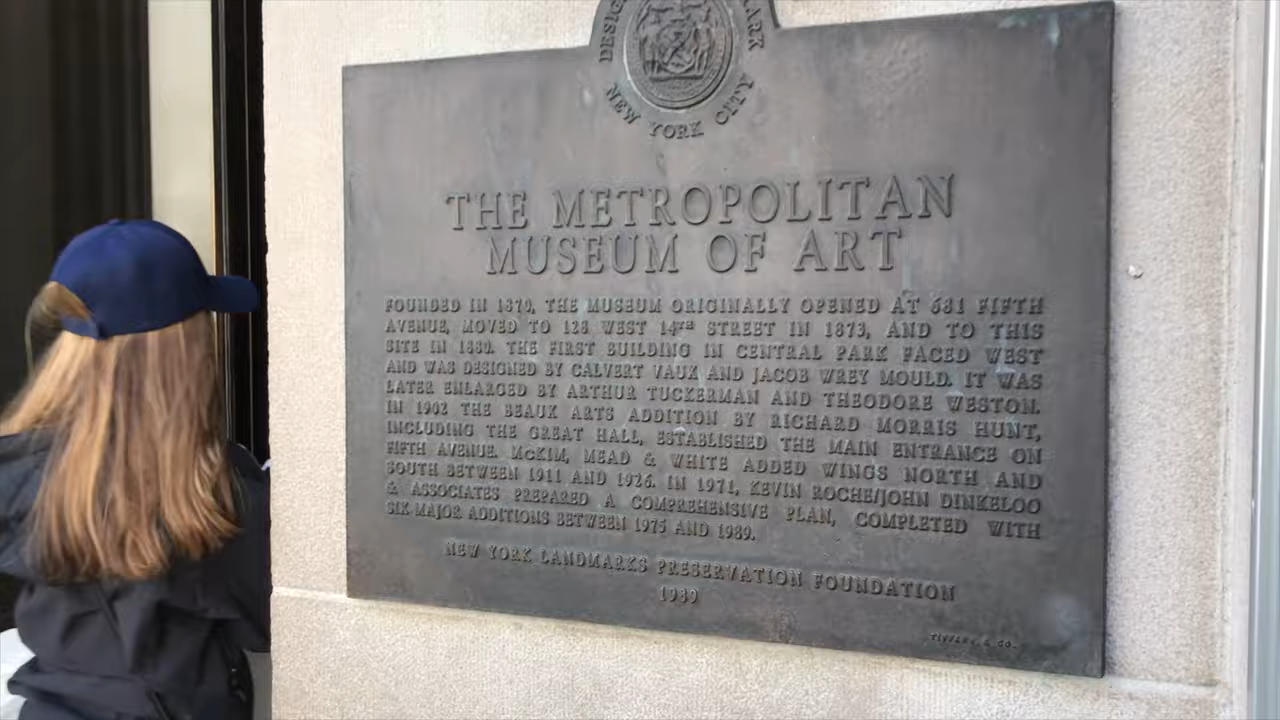 DESIG
ARK
NEW YORK CITY
THE METROPOLITAN
MUSEUM OF ART
FOUNDED IN 1870, THE MUSEUM ORIGINALLY OPENED AT 681 FIFTH
AVENUE, MOVED TO 128 WEST 14TH STREET IN 1873, AND TO THIS
SITE IN 1880. THE FIRST BUILDING IN CENTRAL PARK FACED WEST
AND WAS DESIGNED BY CALVERT VAUX AND JACOB WREY MOULD. IT WAS
LATER ENLARGED BY ARTHUR TUCKERMAN AND THEODORE WESTON.
IN 1902 THE BEAUX ARTS ADDITION BY RICHARD MORRIS HUNT,
INCLUDING THE GREAT HALL, ESTABLISHED THE MAIN ENTRANCE ON
FIFTH AVENUE. McKIM, MEAD & WHITE ADDED WINGS NORTH AND
SOUTH BETWEEN 1911 AND 1926. IN 1971, KEVIN ROCHE/JOHN DINKELOO
& ASSOCIATES PREPARED A COMPREHENSIVE PLAN, COMPLETED WITH
SIX MAJOR ADDITIONS BETWEEN 1975 AND 1989.
NEW YORK LANDMARKS PRESERVATION FOUNDATION
1989
TIFFANY & CO.